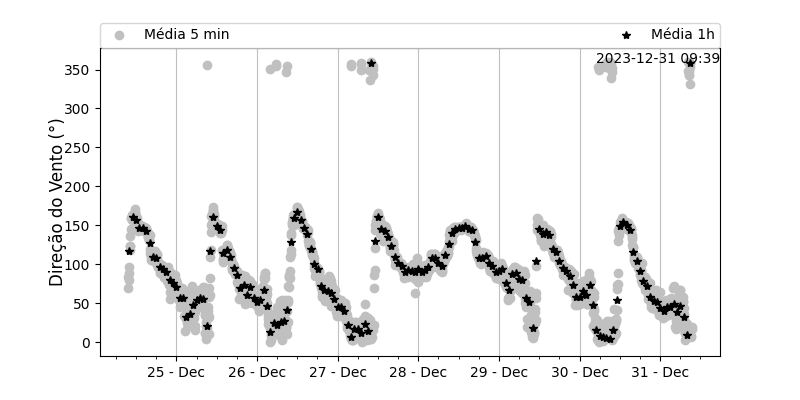 Média 5 min
Média 1h
2023-12-31 09:39
Direção do Vento (°)
350
300
250
200
150
100
50
0
25 - Dec
26 - Dec
27 - Dec
28 - Dec
29 - Dec
30 - Dec
31 - Dec